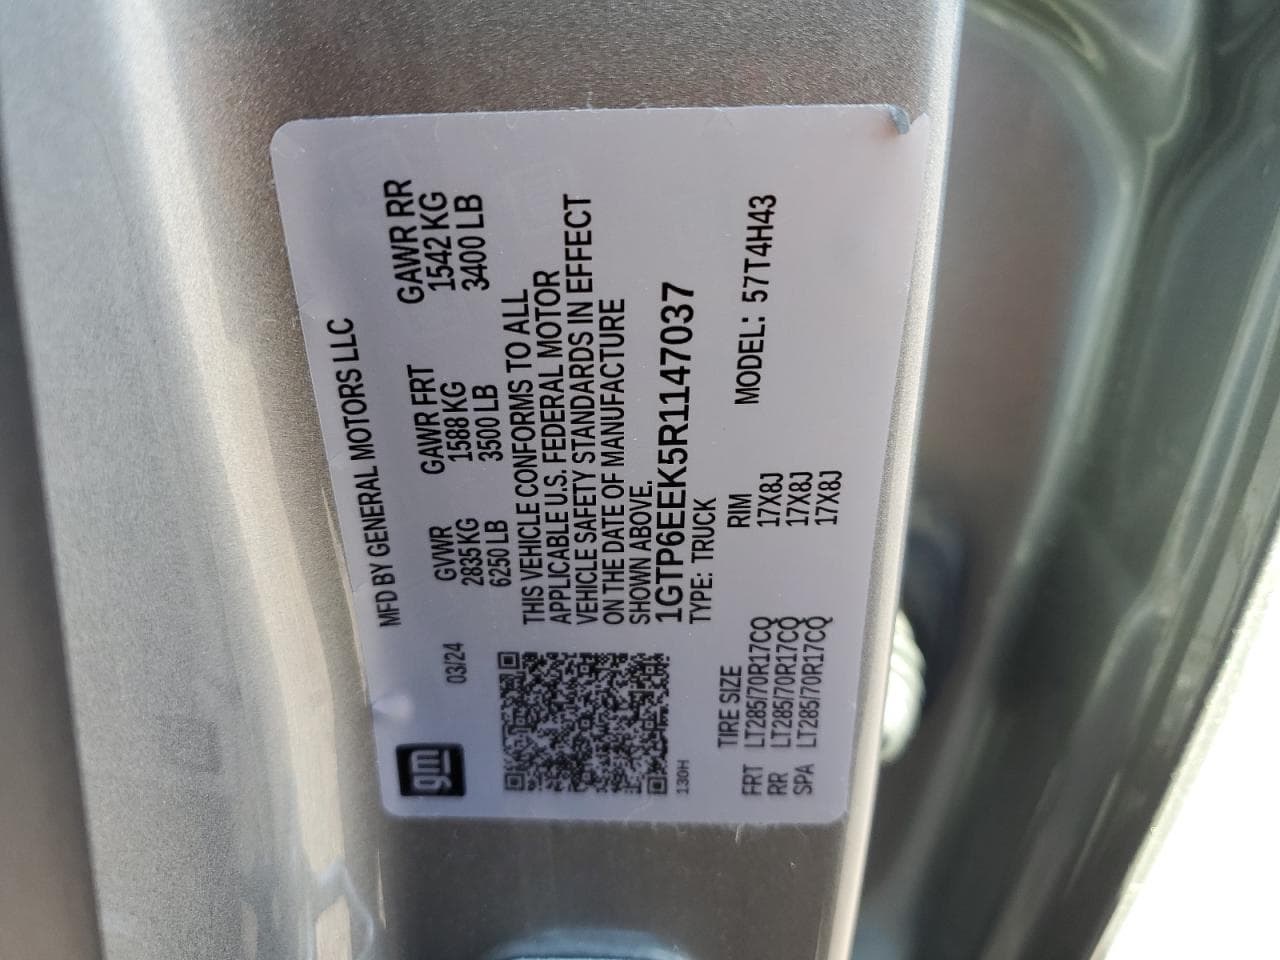 gm
MFD BY GENERAL MOTORS LLC
03/24
GVWR GAWR FRT GAWR RR
2835 KG 1588 KG 1542 KG
6250 LB 3500 LB 3400 LB
THIS VEHICLE CONFORMS TO ALL
APPLICABLE U.S. FEDERAL MOTOR
VEHICLE SAFETY STANDARDS IN EFFECT
ON THE DATE OF MANUFACTURE
SHOWN ABOVE.
1GTP6EEK5R1147037
TYPE: TRUCK
130H
MODEL: 57T4H43
TIRE SIZE RIM
FRT LT285/70R17CQ 17X8J
RR LT285/70R17CQ 17X8J
SPA LT285/70R17CQ 17X8J